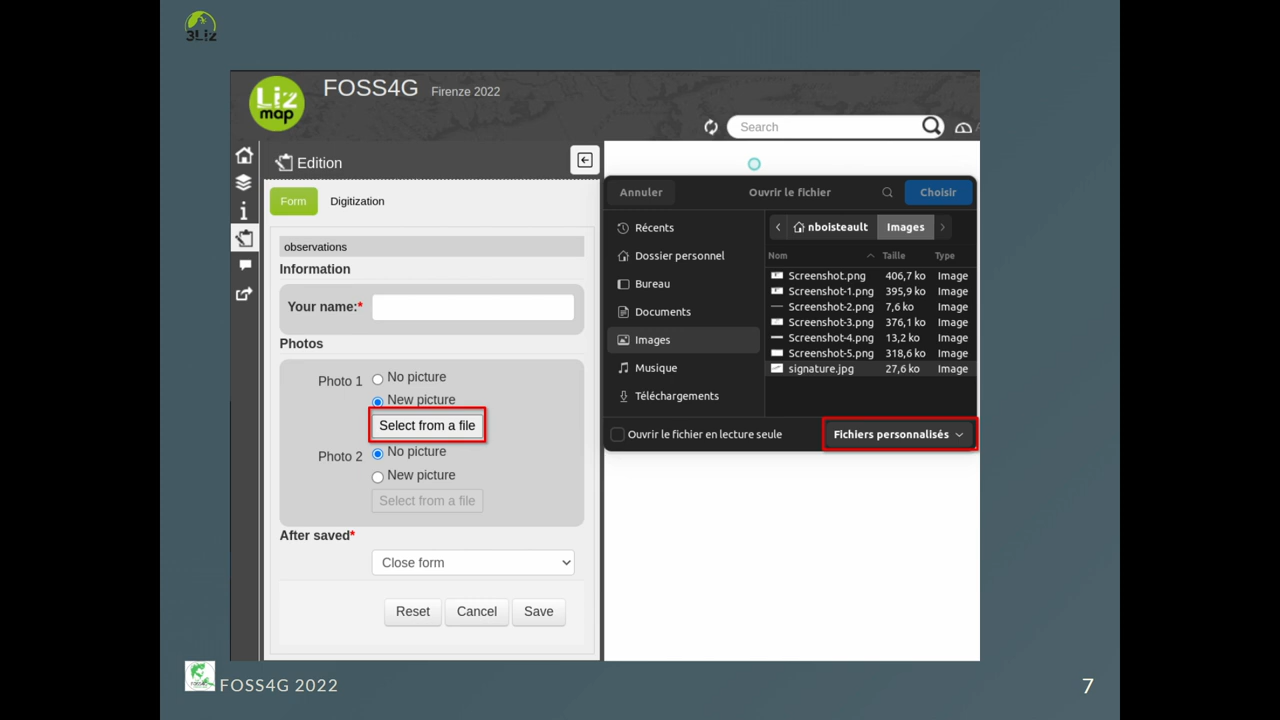 3Liz
Liz
map
FOSS4G Firenze 2022
Search
Edition
Form Digitization
observations
Information
Your name:*
Photos
Photo 1 No picture
New picture
Select from a file
Photo 2 No picture
New picture
Select from a file
After saved*
Close form
Reset Cancel Save
Annuler Ouvrir le fichier Choisir
Récents
Dossier personnel
Bureau
Documents
Images
Musique
Téléchargements
nboisteault Images
Nom Taille Type
Screenshot.png 406,7 ko Image
Screenshot-1.png 395,9 ko Image
Screenshot-2.png 7,6 ko Image
Screenshot-3.png 376,1 ko Image
Screenshot-4.png 13,2 ko Image
Screenshot-5.png 318,6 ko Image
signature.jpg 27,6 ko Image
Ouvrir le fichier en lecture seule Fichiers personnalisés
FOSS4G 2022
7